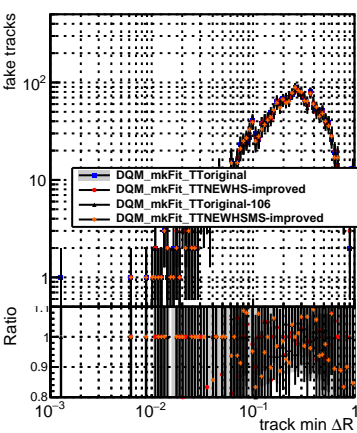 fake tracks
10²
10
1
DQM_mkFit_TToriginal
DQM_mkFit_TTNEWHS-improved
DQM_mkFit_TToriginal-106
DQM_mkFit_TTNEWHSMS-improved
Ratio
1.1
1
0.9
0.8
10⁻³ 10⁻² 10⁻¹ 1
track min ΔR